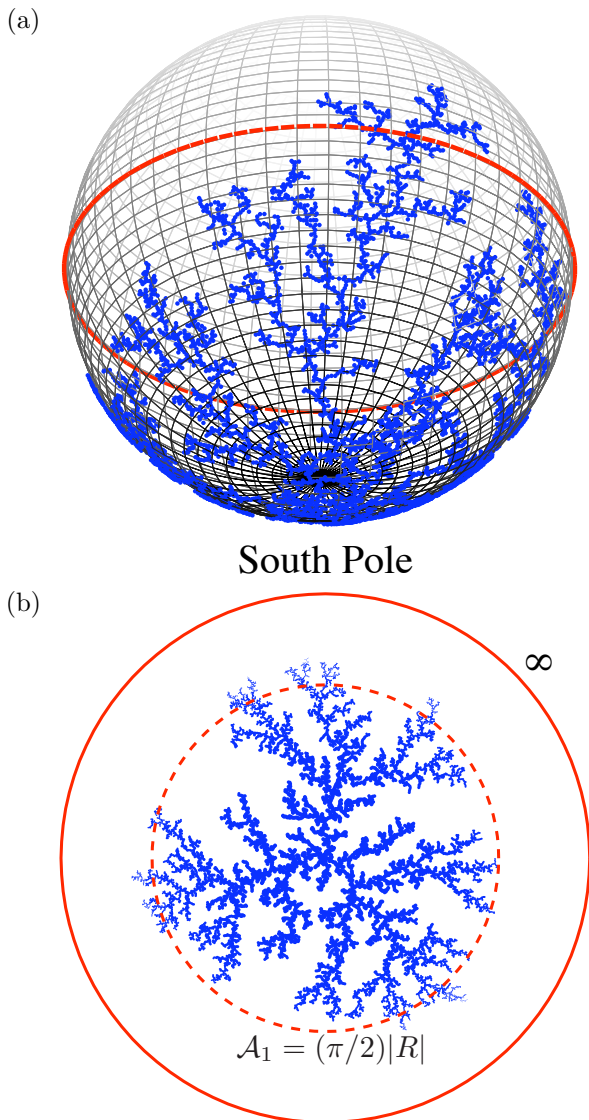 (a)
South Pole
(b)
∞
𝒜₁ = (π/2)|R|